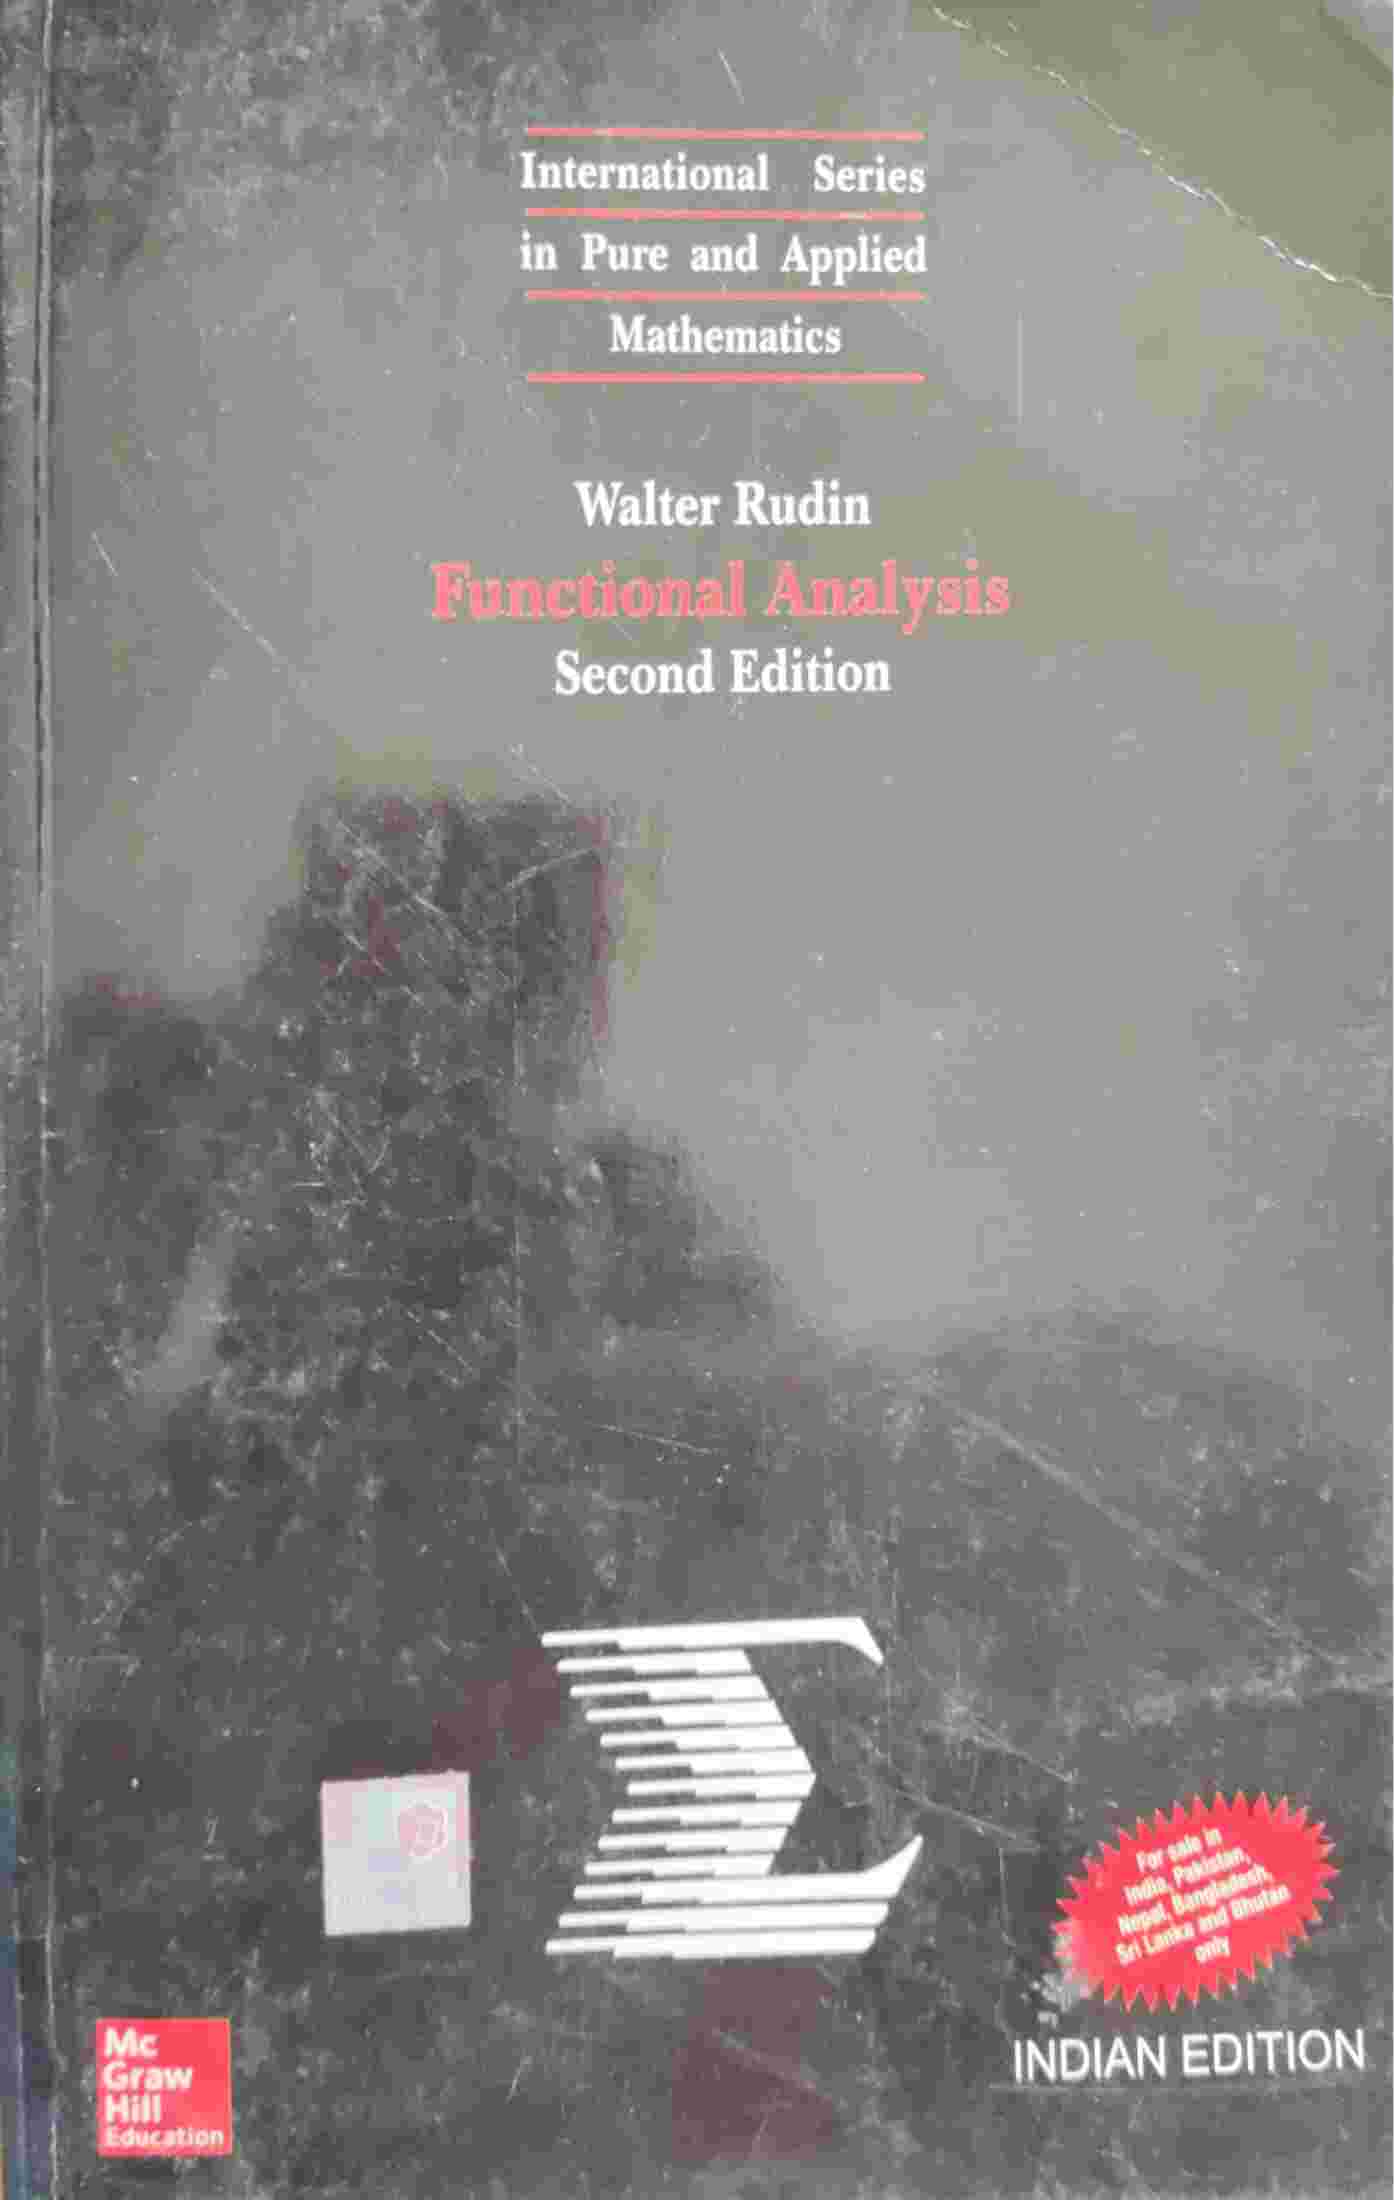 International Series
in Pure and Applied
Mathematics
Walter Rudin
Functional Analysis
Second Edition
For sale in
India, Pakistan,
Nepal, Bangladesh,
Sri Lanka and Bhutan
only
INDIAN EDITION
Mc
Graw
Hill
Education